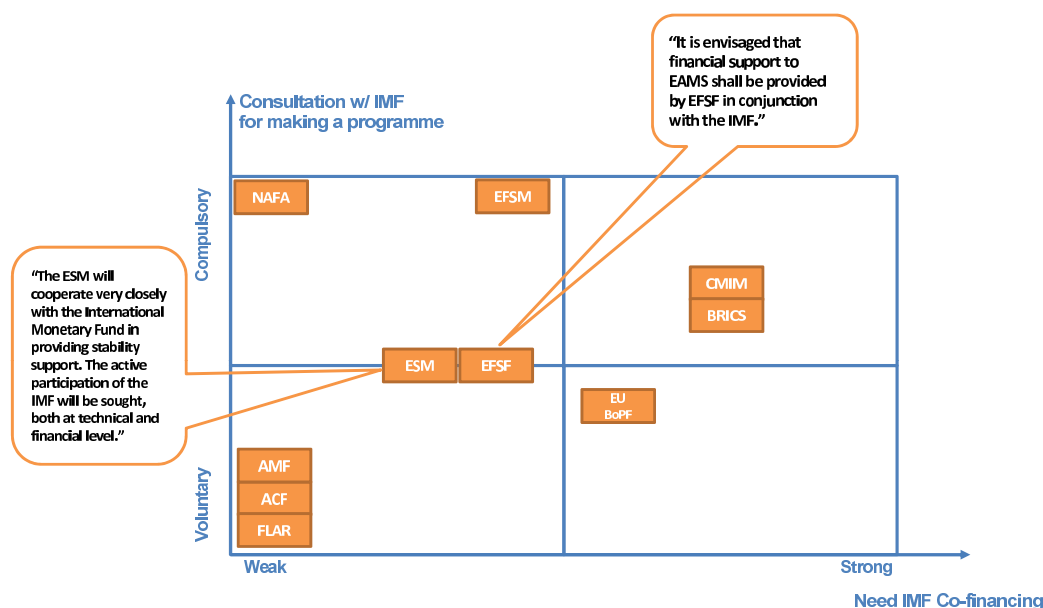 “It is envisaged that
financial support to
EAMS shall be provided
by EFSF in conjunction
with the IMF.”
Consultation w/ IMF
for making a programme
Compulsory
NAFA
EFSM
CMIM
BRICS
“The ESM will
cooperate very closely
with the International
Monetary Fund in
providing stability
support. The active
participation of the
IMF will be sought,
both at technical and
financial level.”
ESM
EFSF
EU
BoPF
Voluntary
AMF
ACF
FLAR
Weak
Strong
Need IMF Co-financing